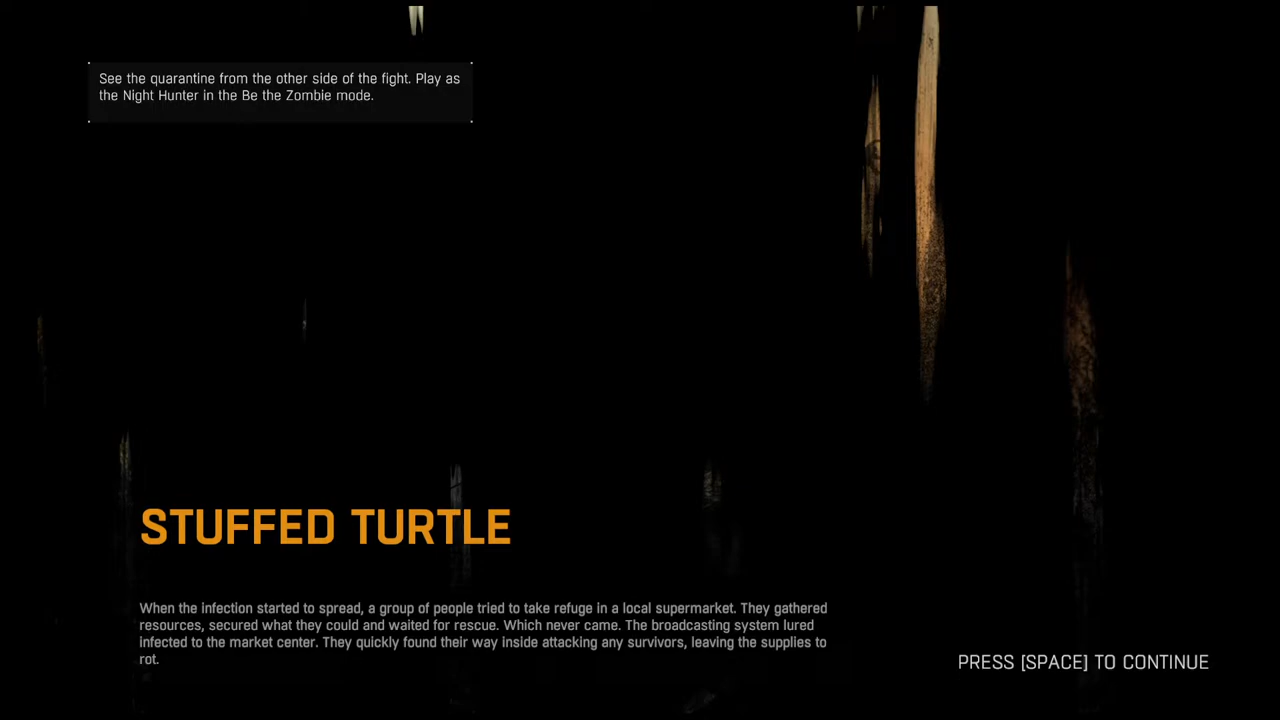 See the quarantine from the other side of the fight. Play as
the Night Hunter in the Be the Zombie mode.
STUFFED TURTLE
When the infection started to spread, a group of people tried to take refuge in a local supermarket. They gathered
resources, secured what they could and waited for rescue. Which never came. The broadcasting system lured
infected to the market center. They quickly found their way inside attacking any survivors, leaving the supplies to
rot.
PRESS [SPACE] TO CONTINUE